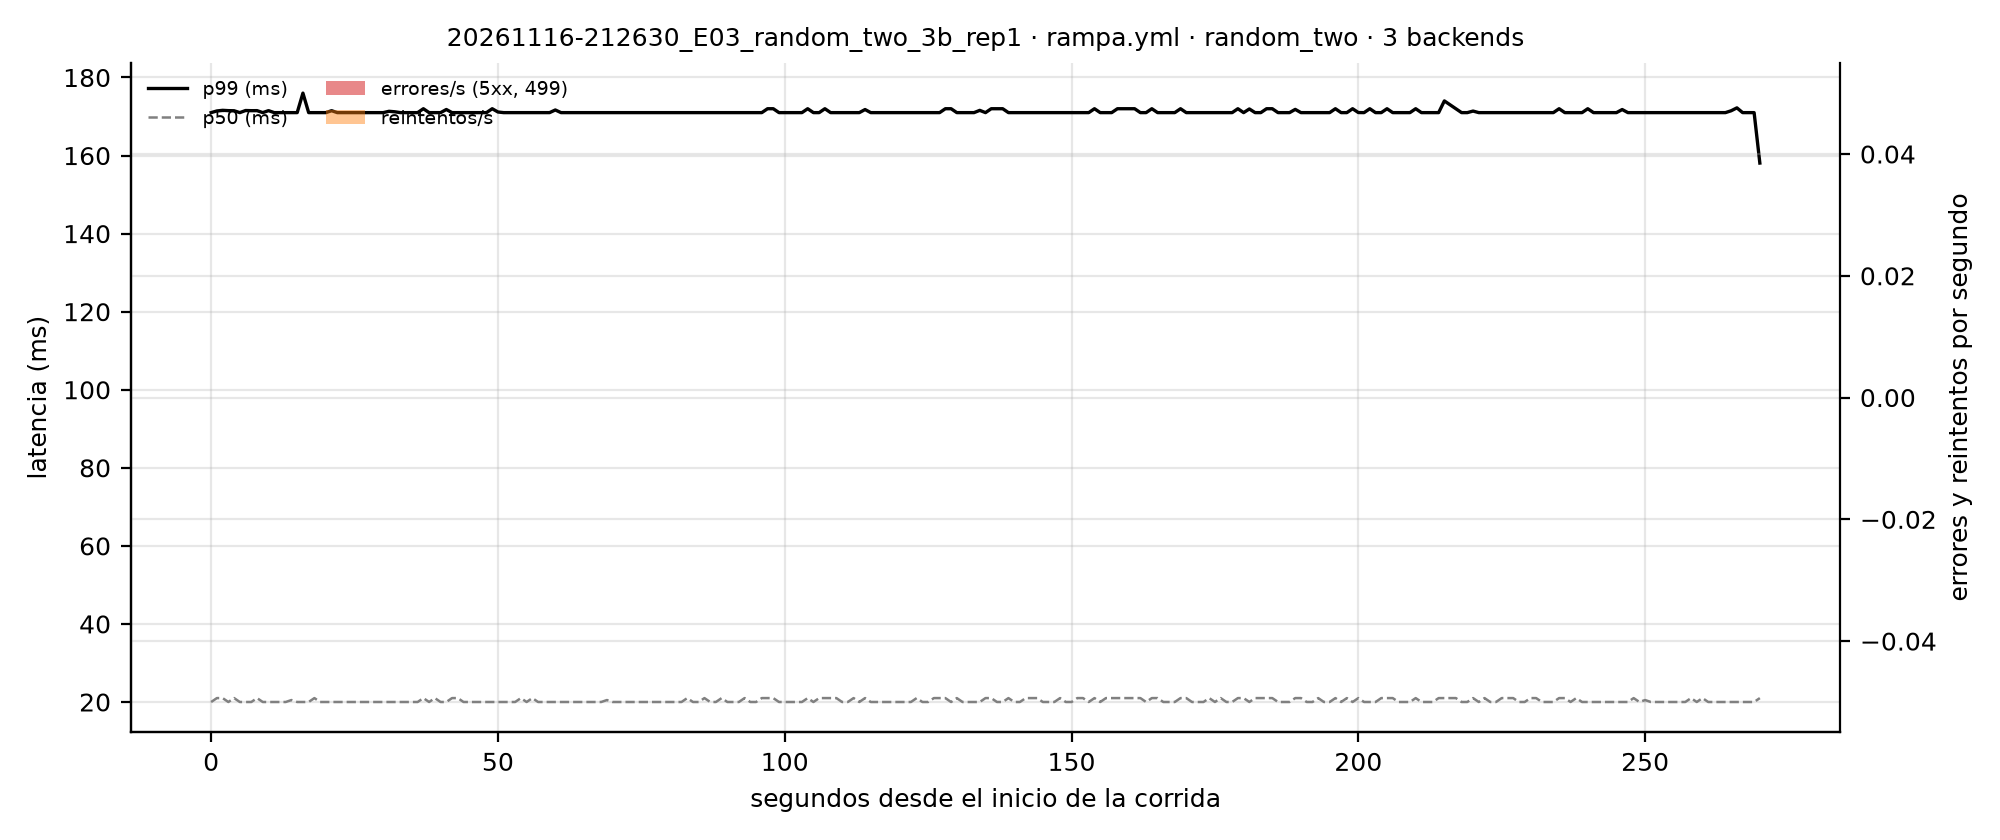 20261116-212630_E03_random_two_3b_rep1 · rampa.yml · random_two · 3 backends
p99 (ms)
p50 (ms)
errores/s (5xx, 499)
reintentos/s
latencia (ms)
180
160
140
120
100
80
60
40
20
0.04
0.02
0.00
−0.02
−0.04
errores y reintentos por segundo
0
50
100
150
200
250
segundos desde el inicio de la corrida